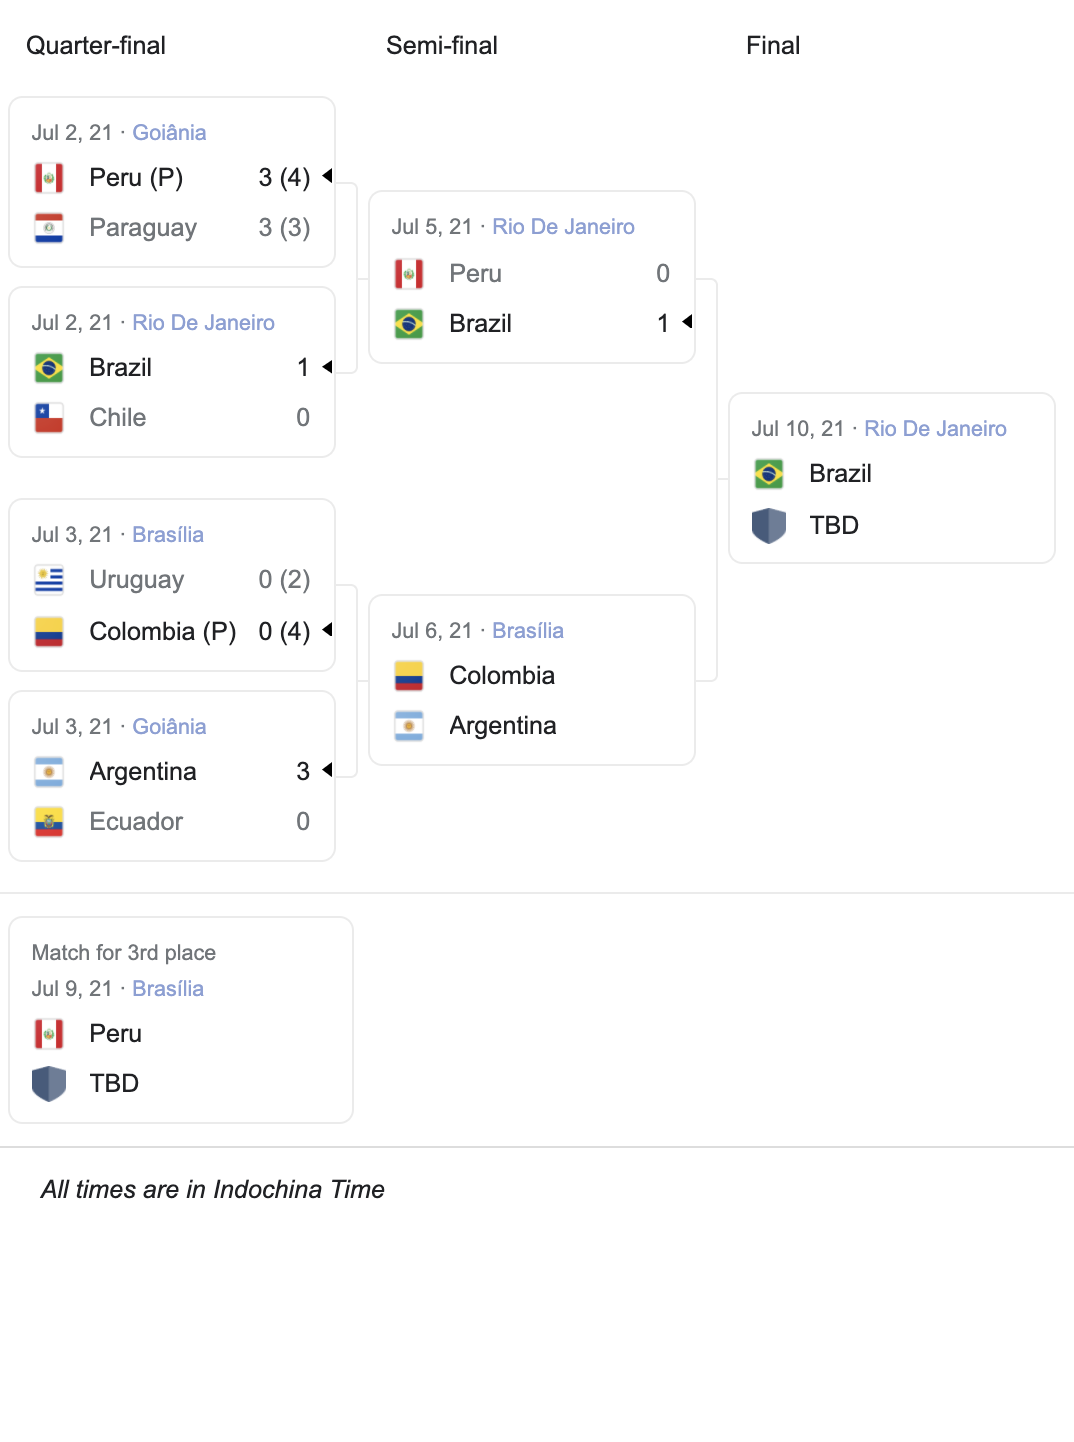 Quarter-final
Semi-final
Final
Jul 2, 21 · Goiânia
Peru (P) 3 (4)
Paraguay 3 (3)
Jul 2, 21 · Rio De Janeiro
Brazil 1
Chile 0
Jul 3, 21 · Brasília
Uruguay 0 (2)
Colombia (P) 0 (4)
Jul 3, 21 · Goiânia
Argentina 3
Ecuador 0
Jul 5, 21 · Rio De Janeiro
Peru 0
Brazil 1
Jul 6, 21 · Brasília
Colombia
Argentina
Jul 10, 21 · Rio De Janeiro
Brazil
TBD
Match for 3rd place
Jul 9, 21 · Brasília
Peru
TBD
All times are in Indochina Time